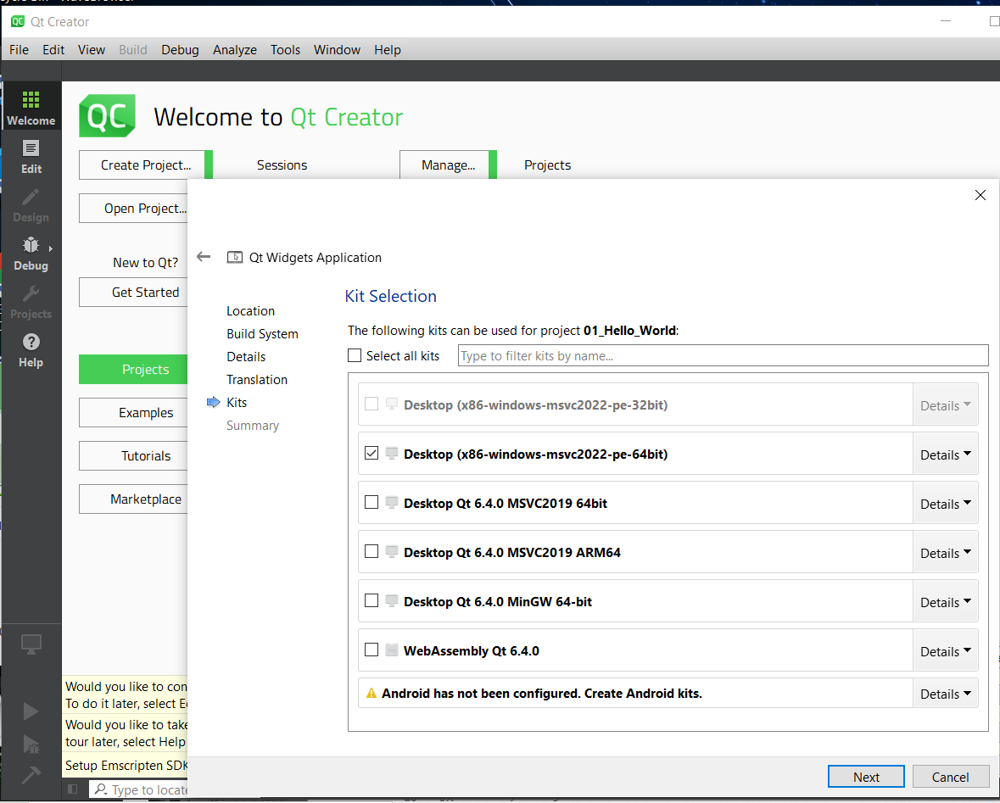 QC Qt Creator
File Edit View Build Debug Analyze Tools Window Help
Welcome
Edit
Design
Debug
Projects
Help
QC
Welcome to Qt Creator
Create Project... Sessions Manage... Projects
Open Project...
New to Qt?
Get Started
Projects
Examples
Tutorials
Marketplace
Qt Widgets Application
Location
Build System
Details
Translation
Kits
Summary
Kit Selection
The following kits can be used for project 01_Hello_World:
Select all kits Type to filter kits by name...
Desktop (x86-windows-msvc2022-pe-32bit) Details
Desktop (x86-windows-msvc2022-pe-64bit) Details
Desktop Qt 6.4.0 MSVC2019 64bit Details
Desktop Qt 6.4.0 MSVC2019 ARM64 Details
Desktop Qt 6.4.0 MinGW 64-bit Details
WebAssembly Qt 6.4.0 Details
Android has not been configured. Create Android kits. Details
Next Cancel
Would you like to con
To do it later, select E
Would you like to take
tour later, select Help
Setup Emscripten SDK
Type to locate